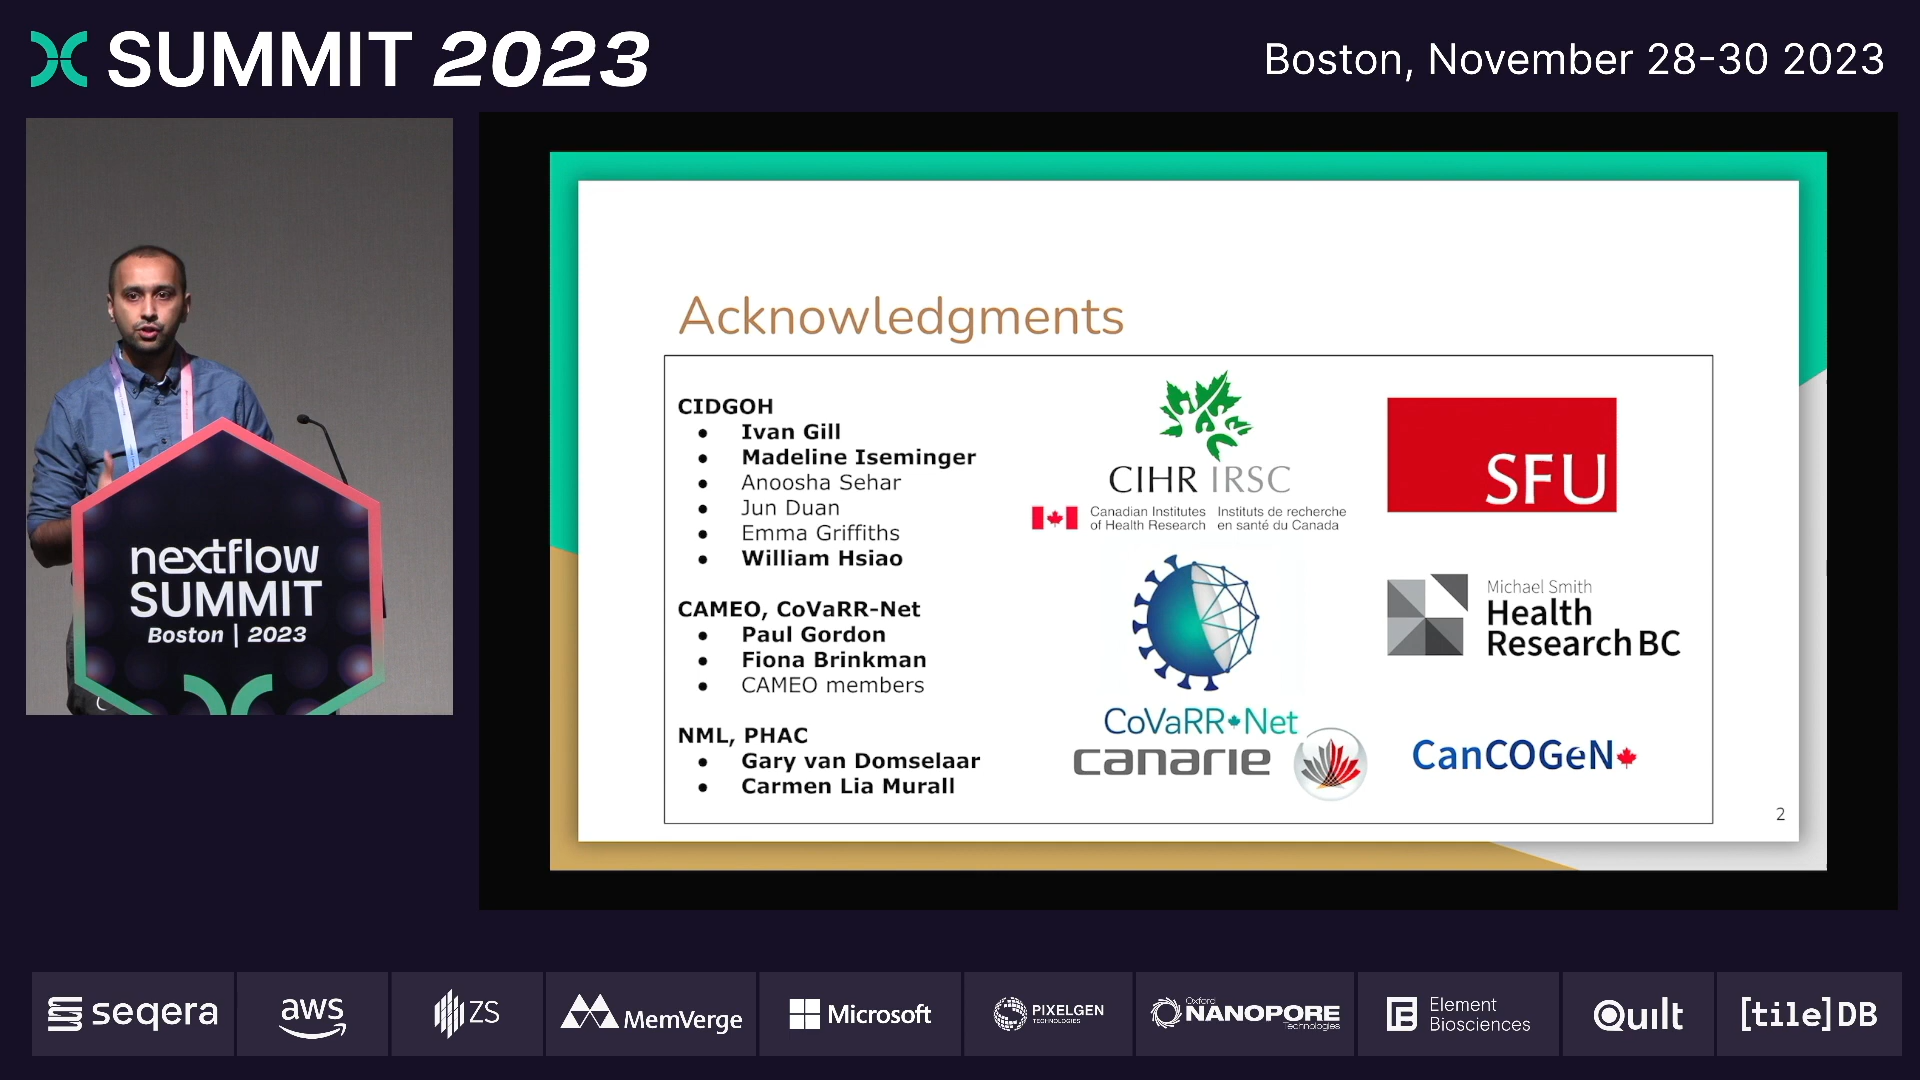 SUMMIT 2023
Boston, November 28-30 2023
nextflow
SUMMIT
Boston | 2023
Acknowledgments
CIDGOH
● Ivan Gill
● Madeline Iseminger
● Anoosha Sehar
● Jun Duan
● Emma Griffiths
● William Hsiao
CAMEO, CoVaRR-Net
● Paul Gordon
● Fiona Brinkman
● CAMEO members
NML, PHAC
● Gary van Domselaar
● Carmen Lia Murall
CIHR IRSC
Canadian Institutes of Health Research
Instituts de recherche en santé du Canada
SFU
CoVaRR Net
Michael Smith
Health
Research BC
canarie
CanCOGeN
2
seqera
aws
ZS
MemVerge
Microsoft
PIXELGEN
TECHNOLOGIES
Oxford
NANOPORE
Technologies
Element
Biosciences
Quilt
[tile]DB